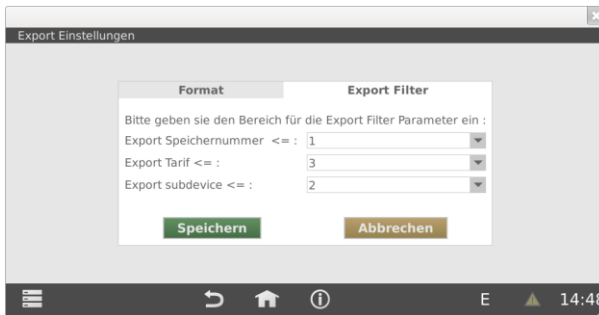 Export Einstellungen
Format Export Filter
Bitte geben sie den Bereich für die Export Filter Parameter ein :
Export Speichernummer <= : 1
Export Tarif <= : 3
Export subdevice <= : 2
Speichern Abbrechen
E 14:48